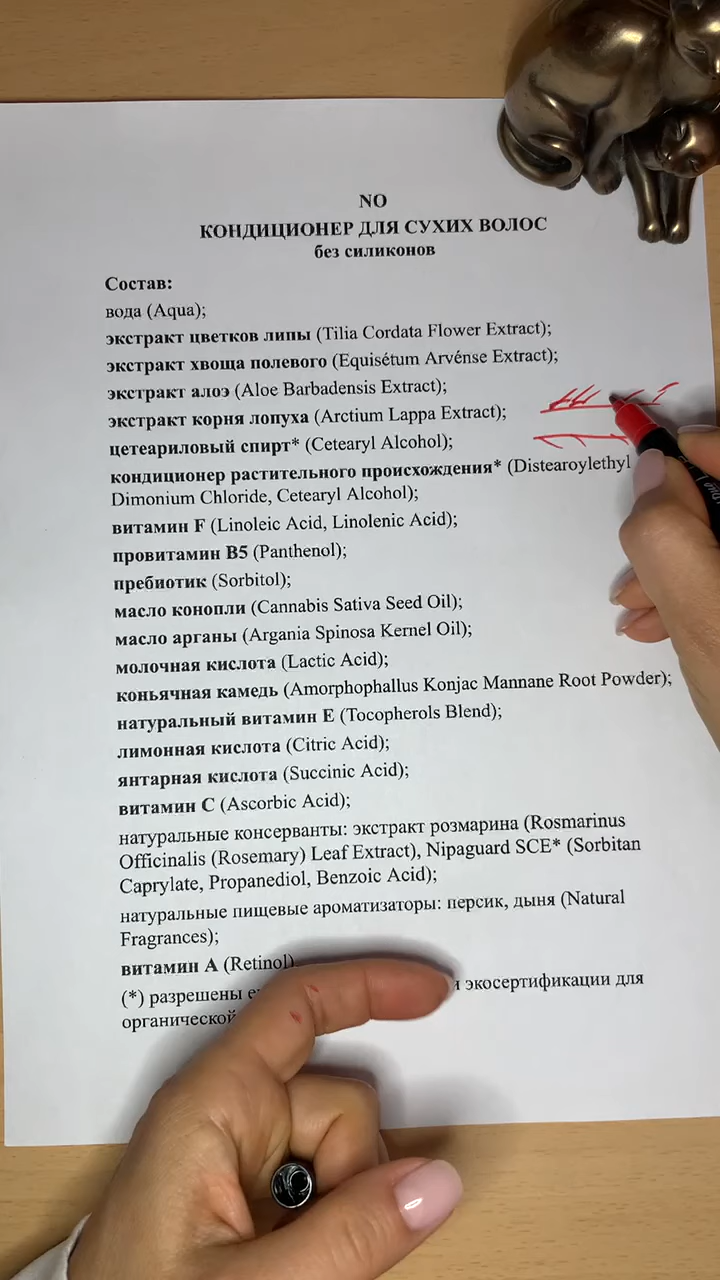 NO
КОНДИЦИОНЕР ДЛЯ СУХИХ ВОЛОС
без силиконов
Состав:
вода (Aqua);
экстракт цветков липы (Tilia Cordata Flower Extract);
экстракт хвоща полевого (Equisétum Arvénse Extract);
экстракт алоэ (Aloe Barbadensis Extract);
экстракт корня лопуха (Arctium Lappa Extract);
цетеариловый спирт* (Cetearyl Alcohol);
кондиционер растительного происхождения* (Distearoylethyl
Dimonium Chloride, Cetearyl Alcohol);
витамин F (Linoleic Acid, Linolenic Acid);
провитамин B5 (Panthenol);
пребиотик (Sorbitol);
масло конопли (Cannabis Sativa Seed Oil);
масло арганы (Argania Spinosa Kernel Oil);
молочная кислота (Lactic Acid);
коньячная камедь (Amorphophallus Konjac Mannane Root Powder);
натуральный витамин Е (Tocopherols Blend);
лимонная кислота (Citric Acid);
янтарная кислота (Succinic Acid);
витамин С (Ascorbic Acid);
натуральные консерванты: экстракт розмарина (Rosmarinus
Officinalis (Rosemary) Leaf Extract), Nipaguard SCE* (Sorbitan
Caprylate, Propanediol, Benzoic Acid);
натуральные пищевые ароматизаторы: персик, дыня (Natural
Fragrances);
витамин А (Retinol)
(*) разрешены экосертификации для
органической